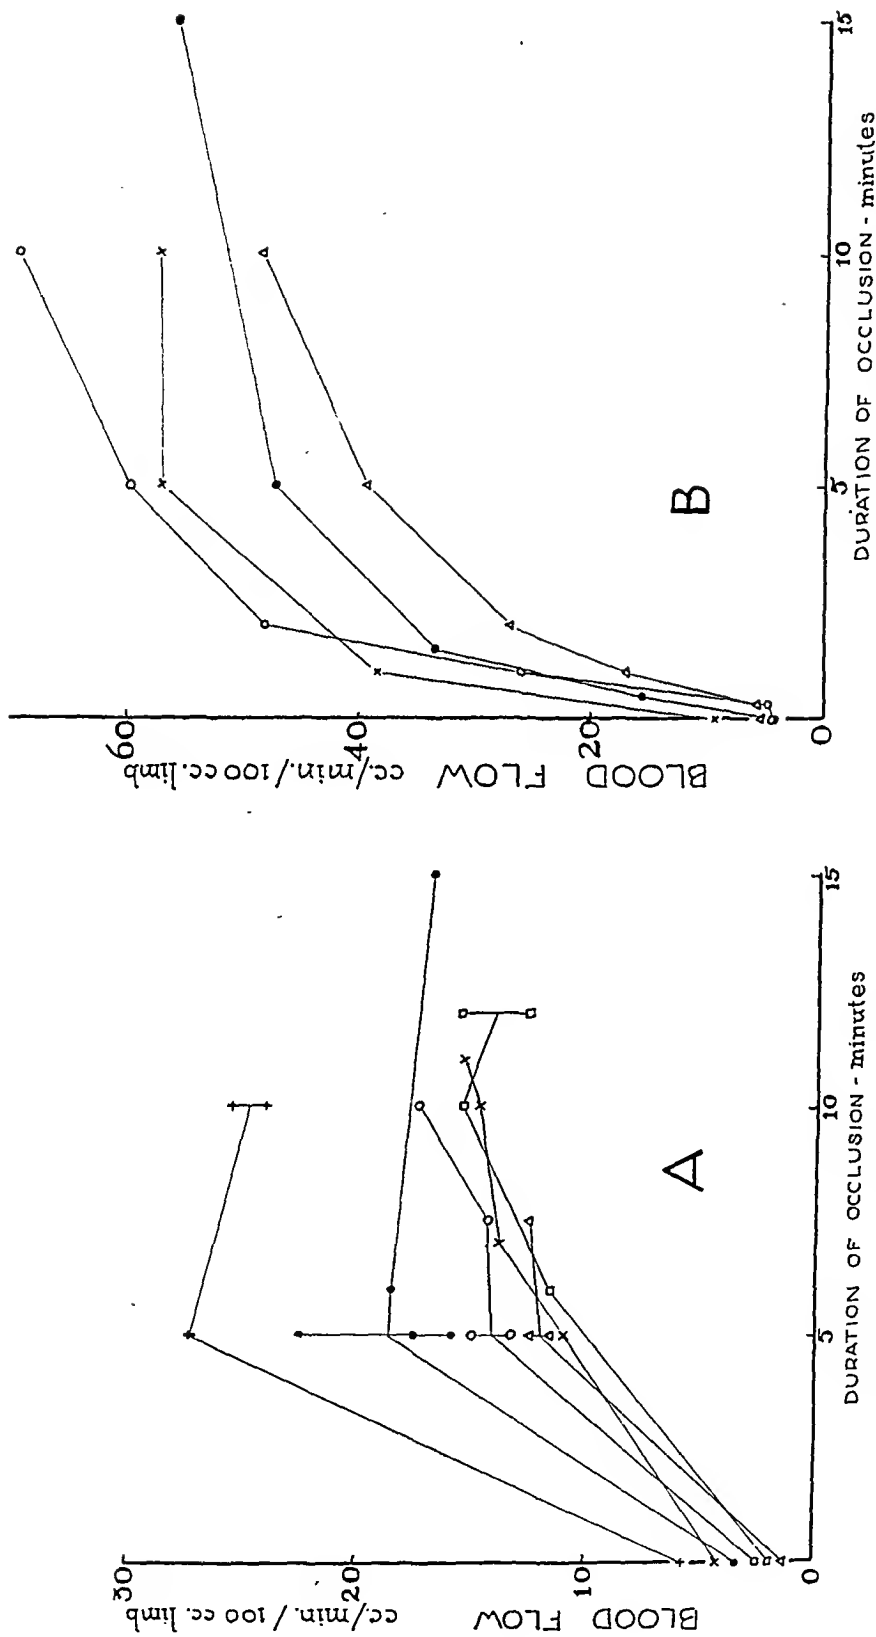 30
20
10
0
BLOOD FLOW
cc/min./100 cc. limb
5
10
15
DURATION OF OCCLUSION - minutes
A
60
40
20
0
BLOOD FLOW
cc/min./100 cc. limb
5
10
15
DURATION OF OCCLUSION - minutes
B